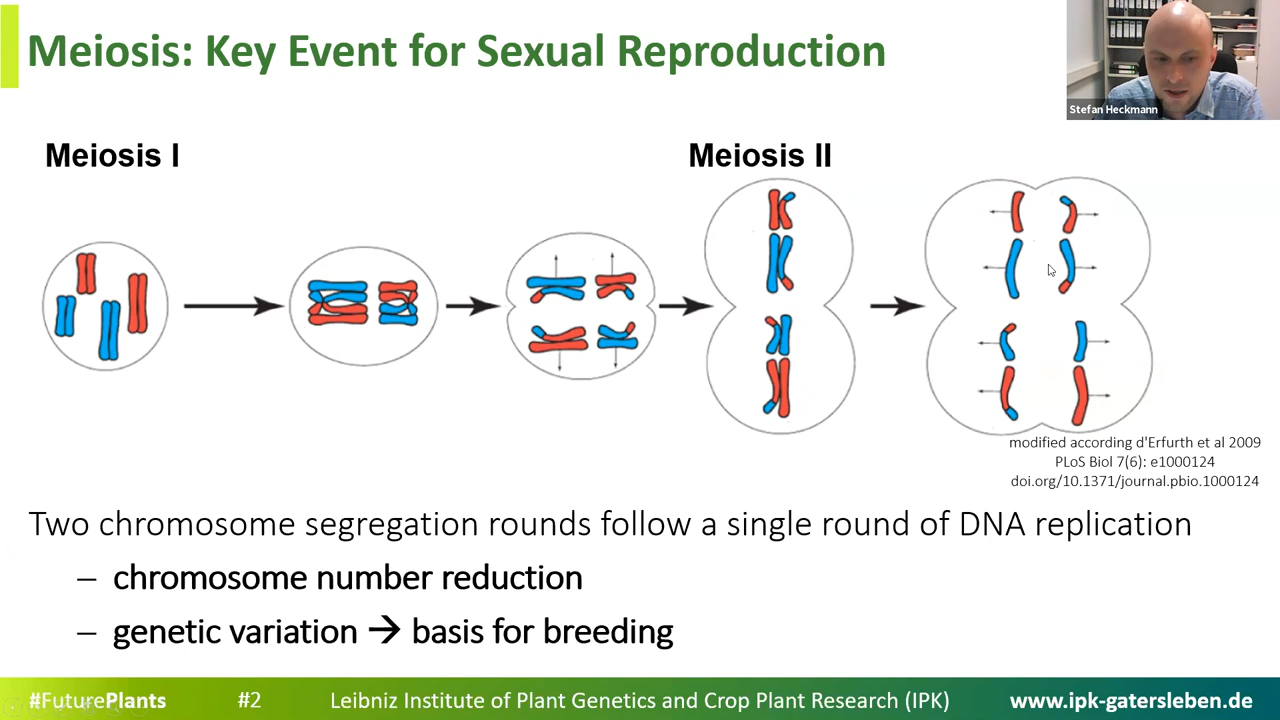 Meiosis: Key Event for Sexual Reproduction
Stefan Heckmann
Meiosis I
Meiosis II
modified according d'Erfurth et al 2009
PLoS Biol 7(6): e1000124
doi.org/10.1371/journal.pbio.1000124
Two chromosome segregation rounds follow a single round of DNA replication
– chromosome number reduction
– genetic variation → basis for breeding
#FuturePlants #2 Leibniz Institute of Plant Genetics and Crop Plant Research (IPK) www.ipk-gatersleben.de